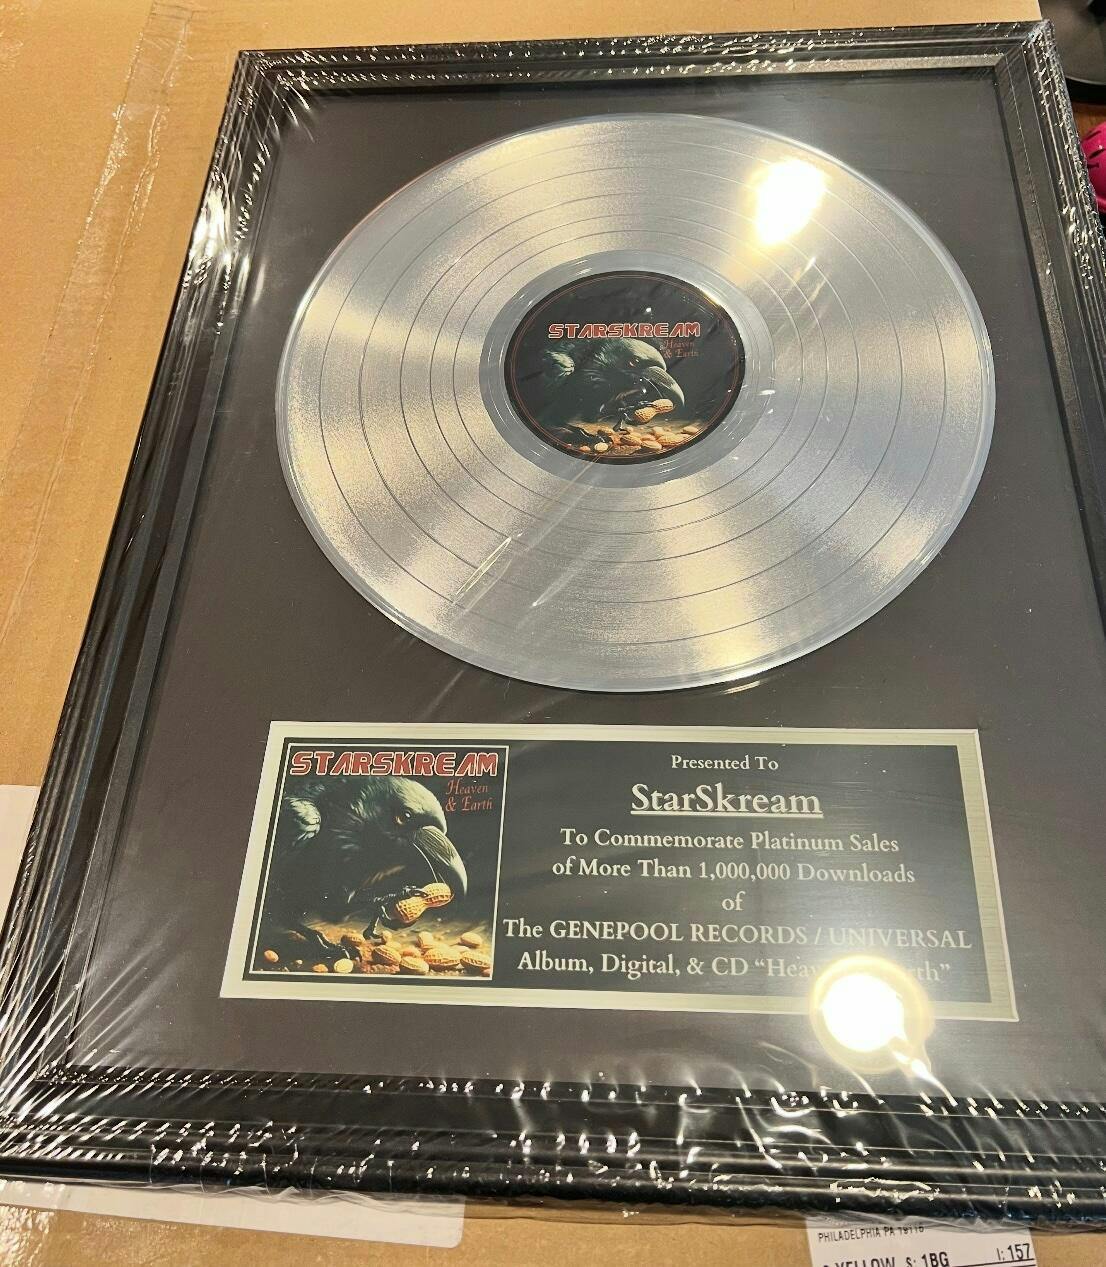 STARSKREAM
Heaven
& Earth
STARSKREAM
Heaven
& Earth
Presented To
StarSkream
To Commemorate Platinum Sales
of More Than 1,000,000 Downloads
of
The GENEPOOL RECORDS / UNIVERSAL
Album, Digital, & CD “Hea
PHILADELPHIA PA
YELLOW S: 1BG I: 157